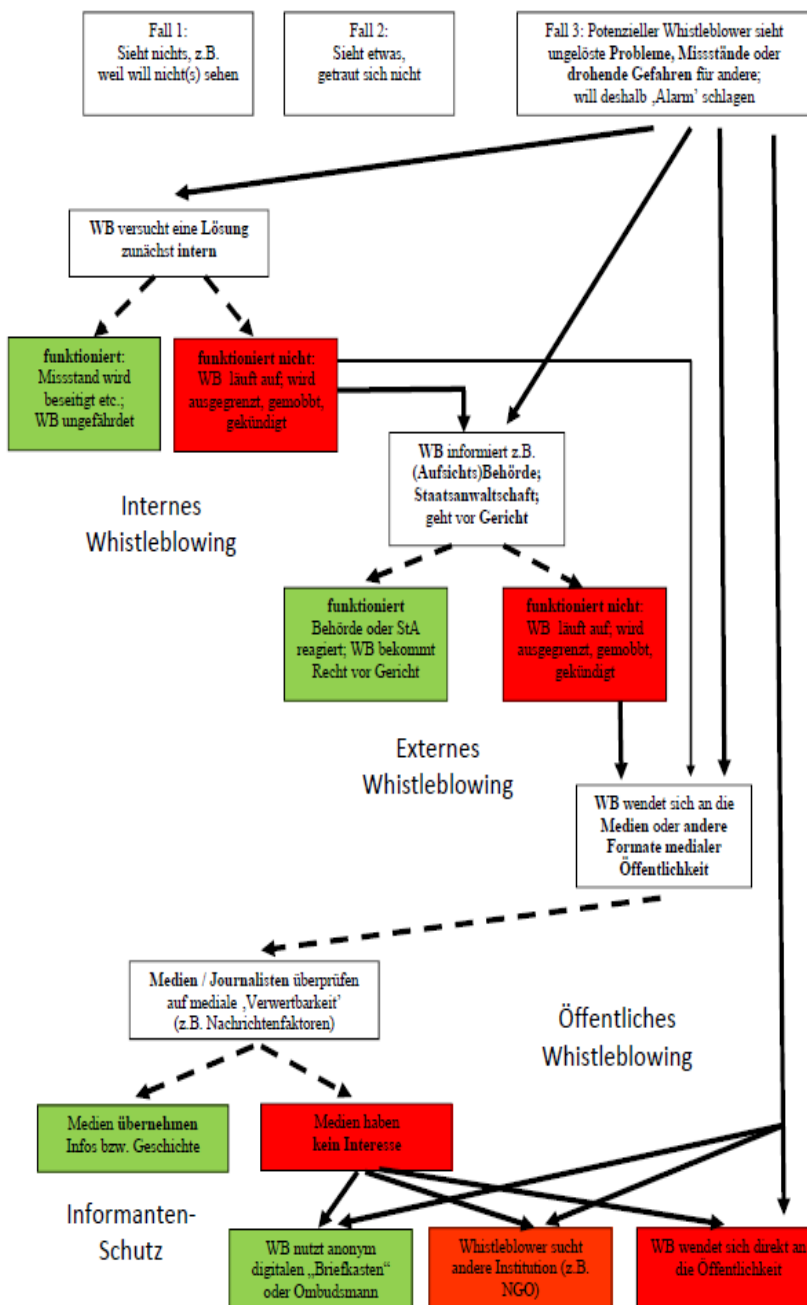 Fall 1:
Sieht nichts, z.B.
weil will nicht(s) sehen
Fall 2:
Sieht etwas,
getraut sich nicht
Fall 3: Potenzieller Whistleblower sieht
ungelöste Probleme, Missstände oder
drohende Gefahren für andere;
will deshalb ‚Alarm’ schlagen
WB versucht eine Lösung
zunächst intern
funktioniert:
Missstand wird
beseitigt etc.;
WB ungefährdet
funktioniert nicht:
WB läuft auf; wird
ausgegrenzt, gemobbt,
gekündigt
Internes
Whistleblowing
WB informiert z.B.
(Aufsichts)Behörde;
Staatsanwaltschaft;
geht vor Gericht
funktioniert
Behörde oder StA
reagiert; WB bekommt
Recht vor Gericht
funktioniert nicht:
WB läuft auf; wird
ausgegrenzt, gemobbt,
gekündigt
Externes
Whistleblowing
WB wendet sich an die
Medien oder andere
Formate medialer
Öffentlichkeit
Medien / Journalisten überprüfen
auf mediale ‚Verwertbarkeit’
(z.B. Nachrichtenfaktoren)
Öffentliches
Whistleblowing
Medien übernehmen
Infos bzw. Geschichte
Medien haben
kein Interesse
Informanten-
Schutz
WB nutzt anonym
digitalen „Briefkasten“
oder Ombudsmann
Whistleblower sucht
andere Institution (z.B.
NGO)
WB wendet sich direkt an
die Öffentlichkeit